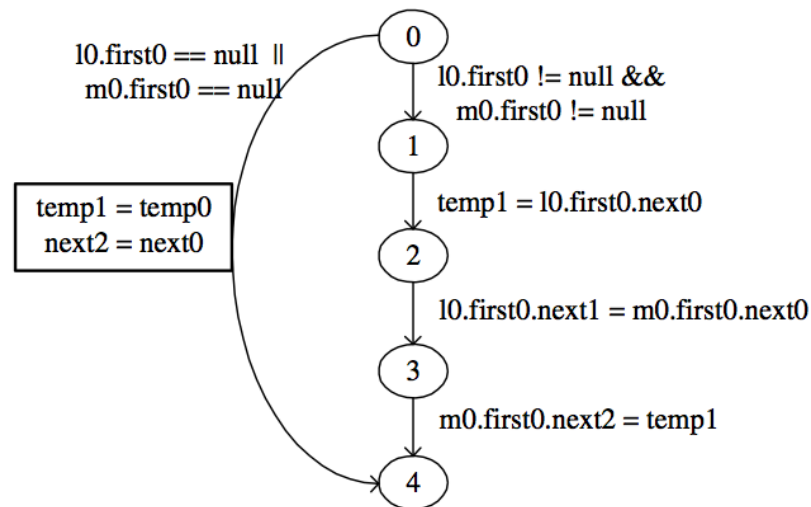 0
l0.first0 == null ||
m0.first0 == null
l0.first0 != null &&
m0.first0 != null
1
temp1 = temp0
next2 = next0
temp1 = l0.first0.next0
2
l0.first0.next1 = m0.first0.next0
3
m0.first0.next2 = temp1
4